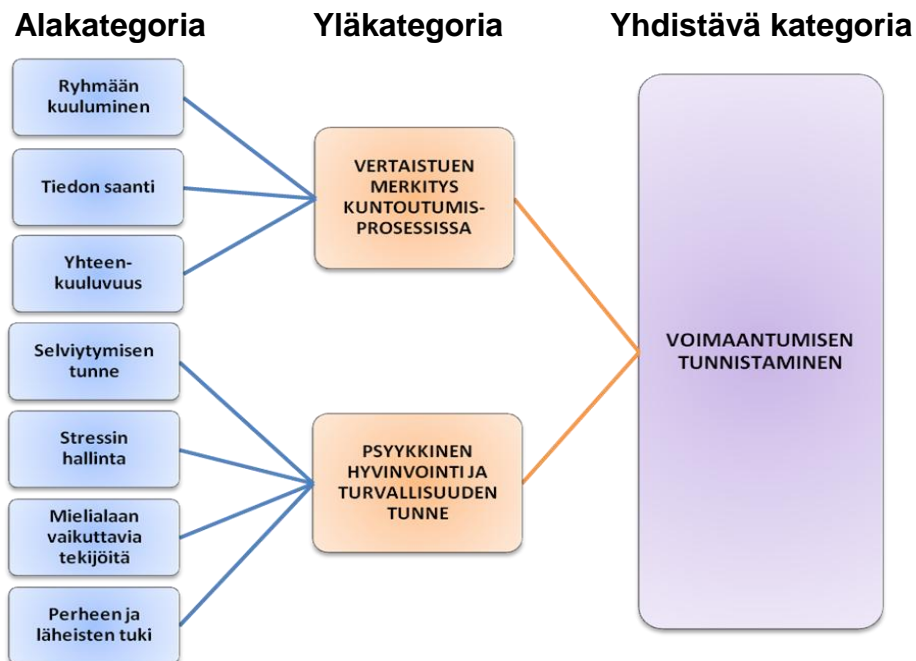 Alakategoria
Yläkategoria
Yhdistävä kategoria
Ryhmään
kuuluminen
Tiedon saanti
Yhteen-
kuuluvuus
Selviytymisen
tunne
Stressin
hallinta
Mielialaan
vaikuttavia
tekijöitä
Perheen ja
läheisten tuki
VERTAISTUEN
MERKITYS
KUNTOUTUMIS-
PROSESSISSA
PSYYKKINEN
HYVINVOINTI JA
TURVALLISUUDEN
TUNNE
VOIMAANTUMISEN
TUNNISTAMINEN